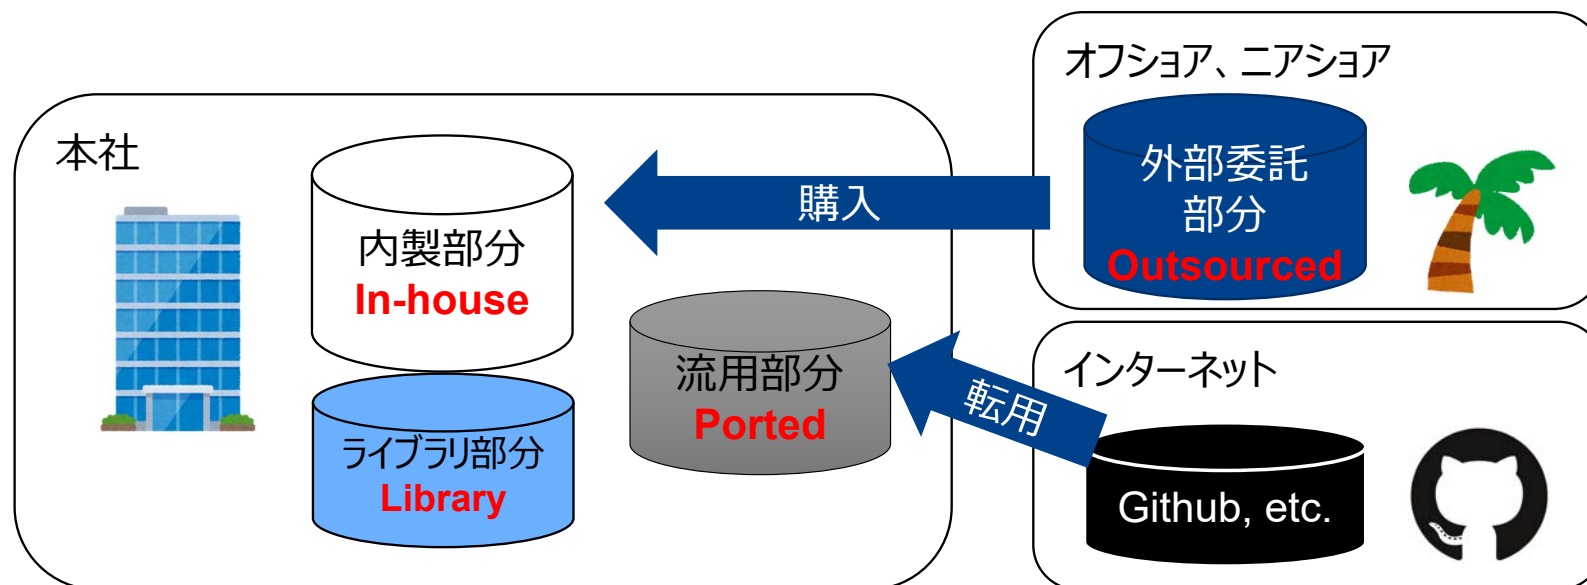 本社
内製部分
In-house
ライブラリ部分
Library
流用部分
Ported
購入
転用
オフショア、ニアショア
外部委託
部分
Outsourced
インターネット
Github, etc.